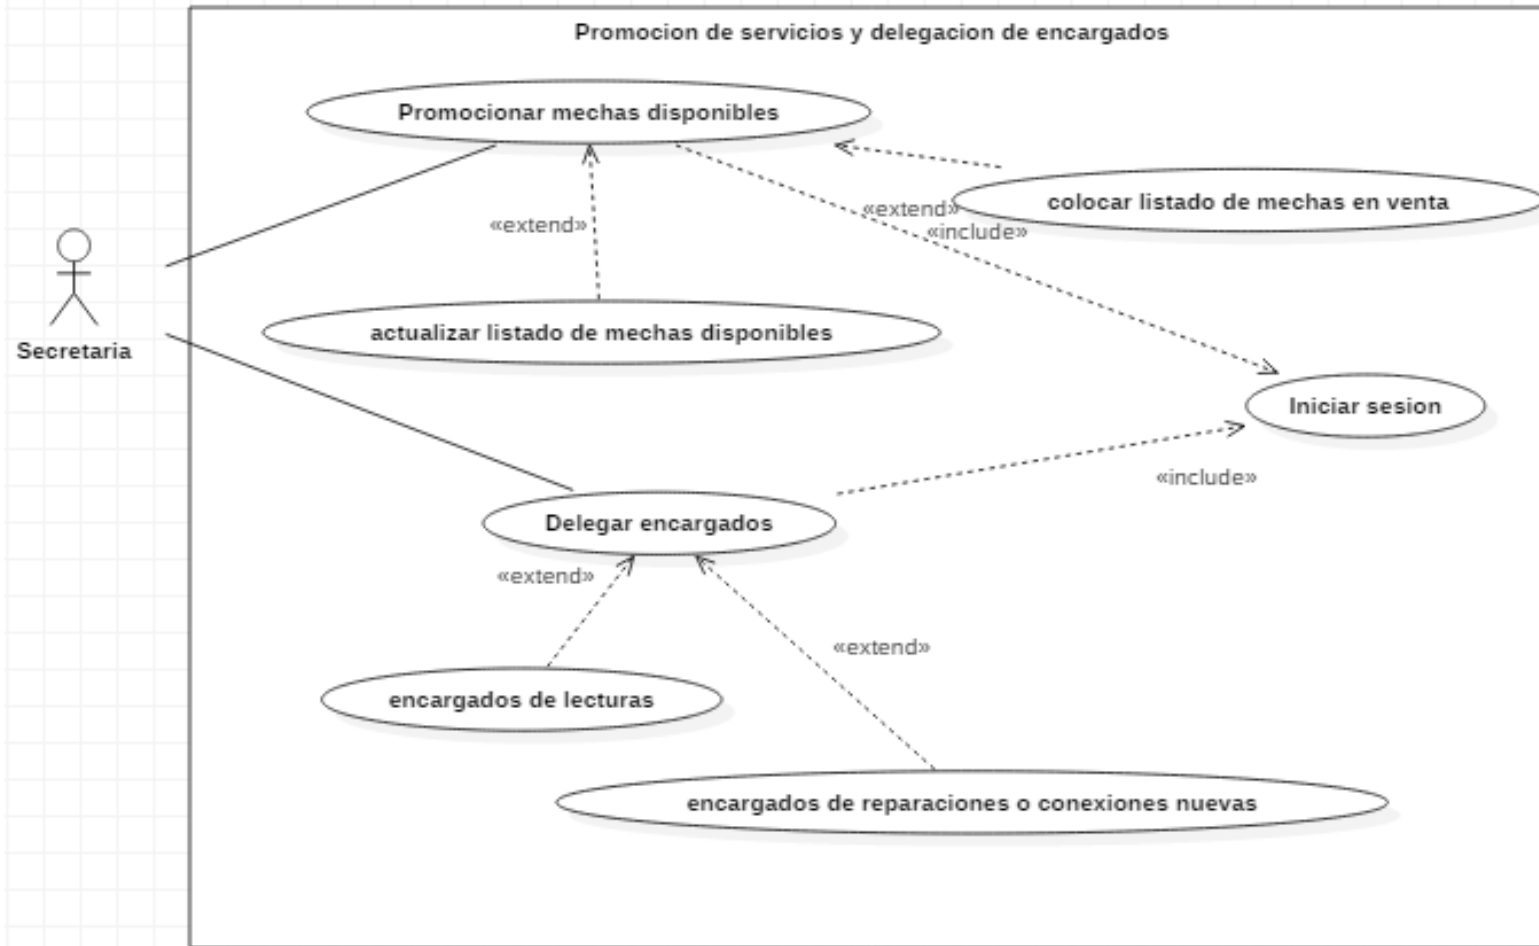 Promocion de servicios y delegacion de encargados
Promocionar mechas disponibles
colocar listado de mechas en venta
«extend»
«extend»
«include»
actualizar listado de mechas disponibles
Secretaria
Iniciar sesion
«include»
Delegar encargados
«extend»
«extend»
encargados de lecturas
encargados de reparaciones o conexiones nuevas